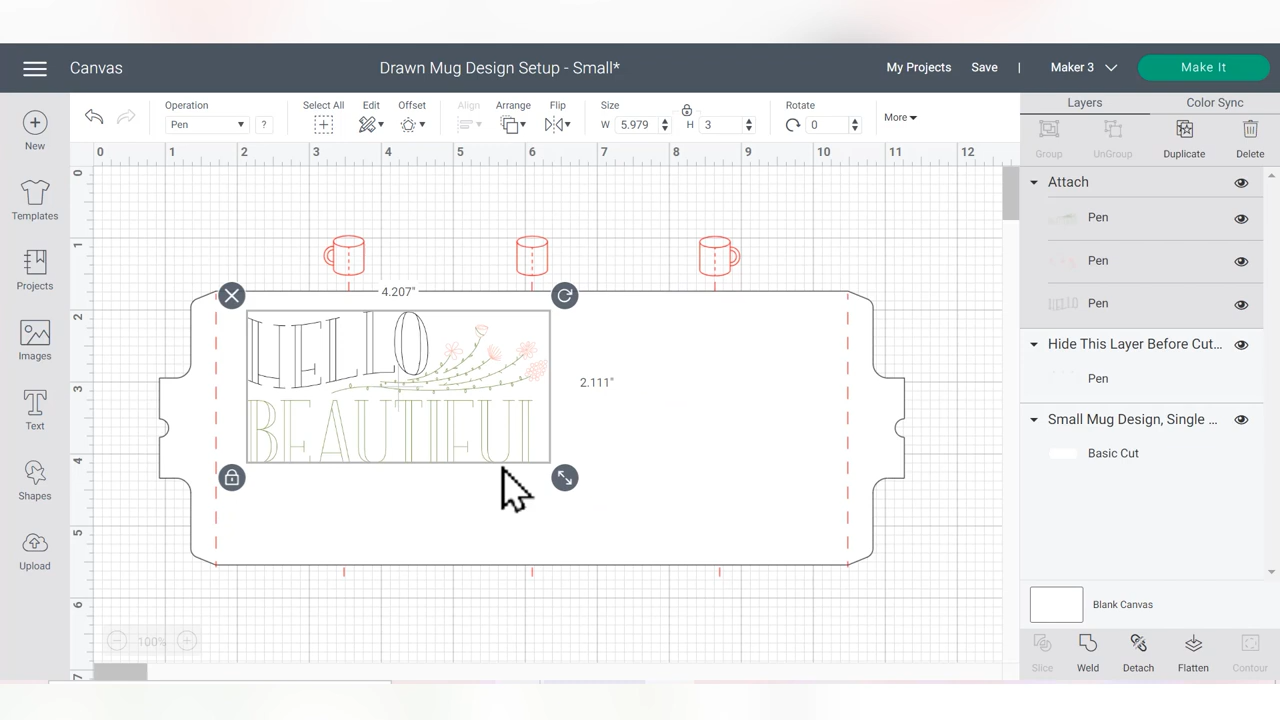 Canvas
Drawn Mug Design Setup - Small*
My Projects
Save
|
Maker 3
Make It
New
Templates
Projects
Images
Text
Shapes
Upload
Operation
Pen
?
Select All
Edit
Offset
Align
Arrange
Flip
Size
W 5.979
H 3
Rotate
0
More
0 1 2 3 4 5 6 7 8 9 10 11 12
0
1
2
3
4
5
6
7
4.207"
2.111"
HELLO
BEAUTIFUL
100%
Layers
Color Sync
Group
UnGroup
Duplicate
Delete
Attach
Pen
Pen
HELLO
Pen
Hide This Layer Before Cut...
Pen
Small Mug Design, Single ...
Basic Cut
Blank Canvas
Slice
Weld
Detach
Flatten
Contour